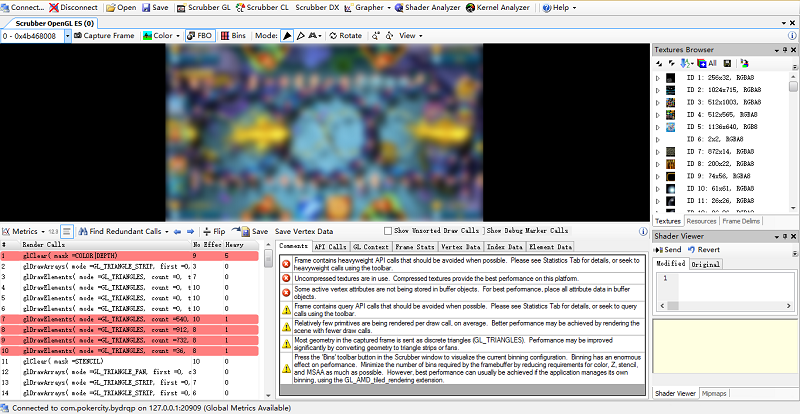 Connect... Disconnect Open Save Scrubber GL Scrubber CL Scrubber DX Grapher Shader Analyzer Kernel Analyzer Help
Scrubber OpenGL ES (0)
0 - 0x4b468008 Capture Frame Color FBO Bins Mode: Rotate View
Textures Browser
All
ID 1: 256x32, RGBA8
ID 2: 1024x715, RGBA8
ID 3: 512x1003, RGBA8
ID 4: 512x565, RGBA8
ID 5: 1136x640, RGB8
ID 6: 2x2, RGBA8
ID 7: 872x14, RGBA8
ID 8: 200x22, RGBA8
ID 9: 74x56, RGBA8
ID 10: 61x61, RGBA8
ID 11: 26x26, RGBA8
Textures Resources Frame Delims
Metrics 12.0 Find Redundant Calls Flip Save Save Vertex Data Show Unsorted Draw Calls Show Debug Marker Calls
# Render Calls No Effec Heavy
1 glClear( mask =COLOR|DEPTH) 9 5
2 glDrawArrays( mode =GL_TRIANGLE_STRIP, first =0, 3 0
3 glDrawElements( mode =GL_TRIANGLES, count =0, t 7 0
4 glDrawElements( mode =GL_TRIANGLES, count =0, t 10 0
5 glDrawElements( mode =GL_TRIANGLES, count =0, t 10 0
6 glDrawElements( mode =GL_TRIANGLES, count =0, t 10 0
7 glDrawElements( mode =GL_TRIANGLES, count =540, 10 1
8 glDrawElements( mode =GL_TRIANGLES, count =912, 8 1
9 glDrawElements( mode =GL_TRIANGLES, count =732, 8 1
10 glDrawElements( mode =GL_TRIANGLES, count =36, 8 1
11 glClear( mask =STENCIL) 10 0
12 glDrawArrays( mode =GL_TRIANGLE_FAN, first =0, c 3 0
13 glDrawArrays( mode =GL_TRIANGLE_STRIP, first =0, 7 0
14 glDrawArrays( mode =GL_TRIANGLE_STRIP, first =0, 6 0
Comments API Calls GL Context Frame Stats Vertex Data Index Data Element Data
Frame contains heavyweight API calls that should be avoided when possible. Please see Statistics Tab for details, or seek to
heavyweight calls using the toolbar.
Uncompressed textures are in use. Compressed textures provide the best performance on this platform.
Some active vertex attributes are not being stored in buffer objects. For best performance, place all attribute data in
buffer objects.
Frame contains query API calls that should be avoided when possible. Please see Statistics Tab for details, or seek to query
calls using the toolbar.
Relatively few primitives are being rendered per draw call, on average. Better performance may be achieved by rendering the
scene with fewer draw calls.
Most geometry in the captured frame is sent as discrete triangles (GL_TRIANGLES). Performance may be improved
significantly by converting geometry to triangle strips or fans.
Press the 'Bins' toolbar button in the Scrubber window to visualize the current binning configuration. Binning has an enormous
effect on performance. Minimize the number of bins required by the framebuffer by reducing requirements for color, Z, stencil,
and MSAA as much as possible. However, best performance can usually be achieved if the application manages its own
binning, using the GL_AMD_tiled_rendering extension.
Shader Viewer
Send Revert
Modified Original
1
Shader Viewer Mipmaps
Connected to com.pokercity.bydrqp on 127.0.0.1:20909 (Global Metrics Available)